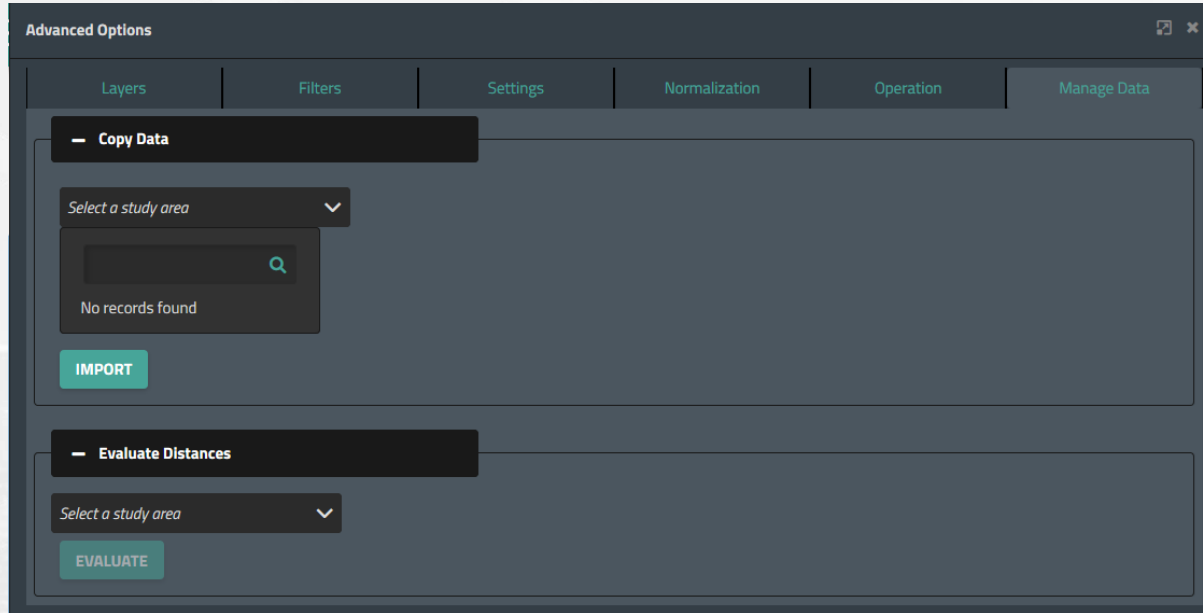 Advanced Options
Layers Filters Settings Normalization Operation Manage Data
Copy Data
Select a study area
No records found
IMPORT
Evaluate Distances
Select a study area
EVALUATE